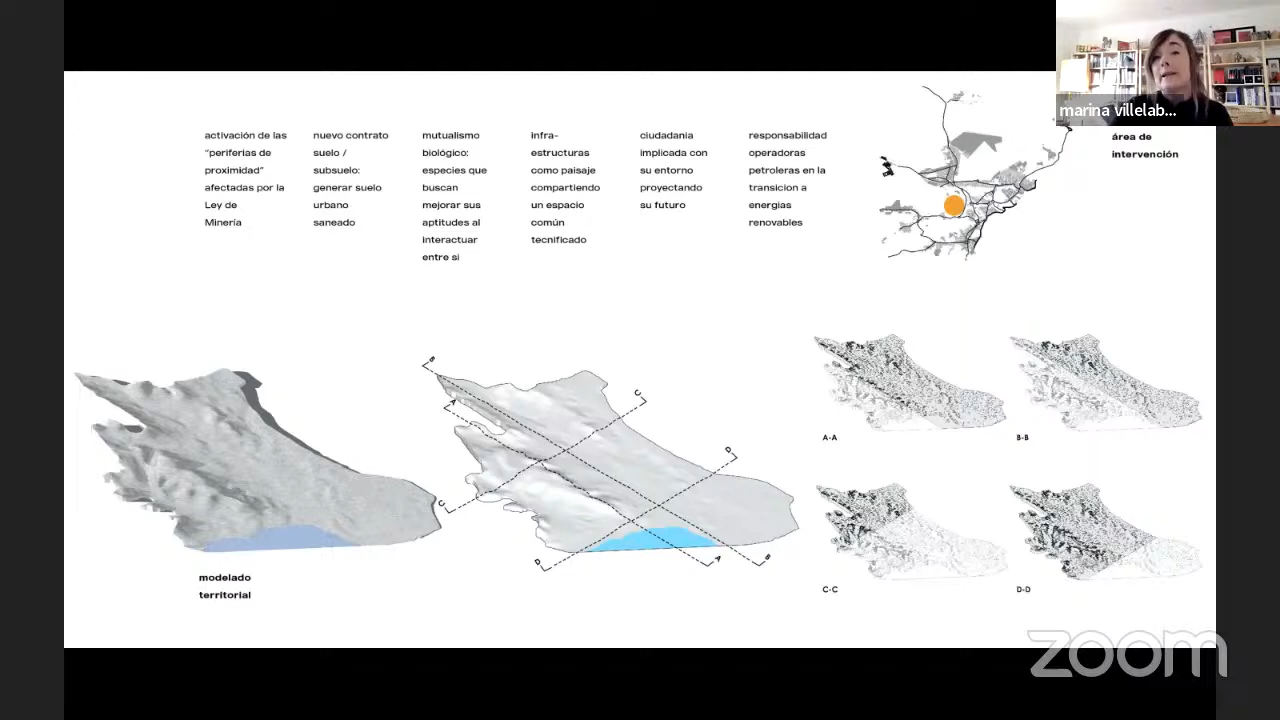 marina villelab...
activación de las
"periferias de
proximidad"
afectadas por la
Ley de
Minería
nuevo contrato
suelo /
subsuelo:
generar suelo
urbano
saneado
mutualismo
biológico:
especies que
buscan
mejorar sus
aptitudes al
interactuar
entre si
infra-
estructuras
como paisaje
compartiendo
un espacio
común
tecnificado
ciudadania
implicada con
su entorno
proyectando
su futuro
responsabilidad
operadoras
petroleras en la
transicion a
energias
renovables
área de
intervención
B
A
C
D
C
D
A
B
A-A
B-B
C-C
D-D
modelado
territorial
zoom